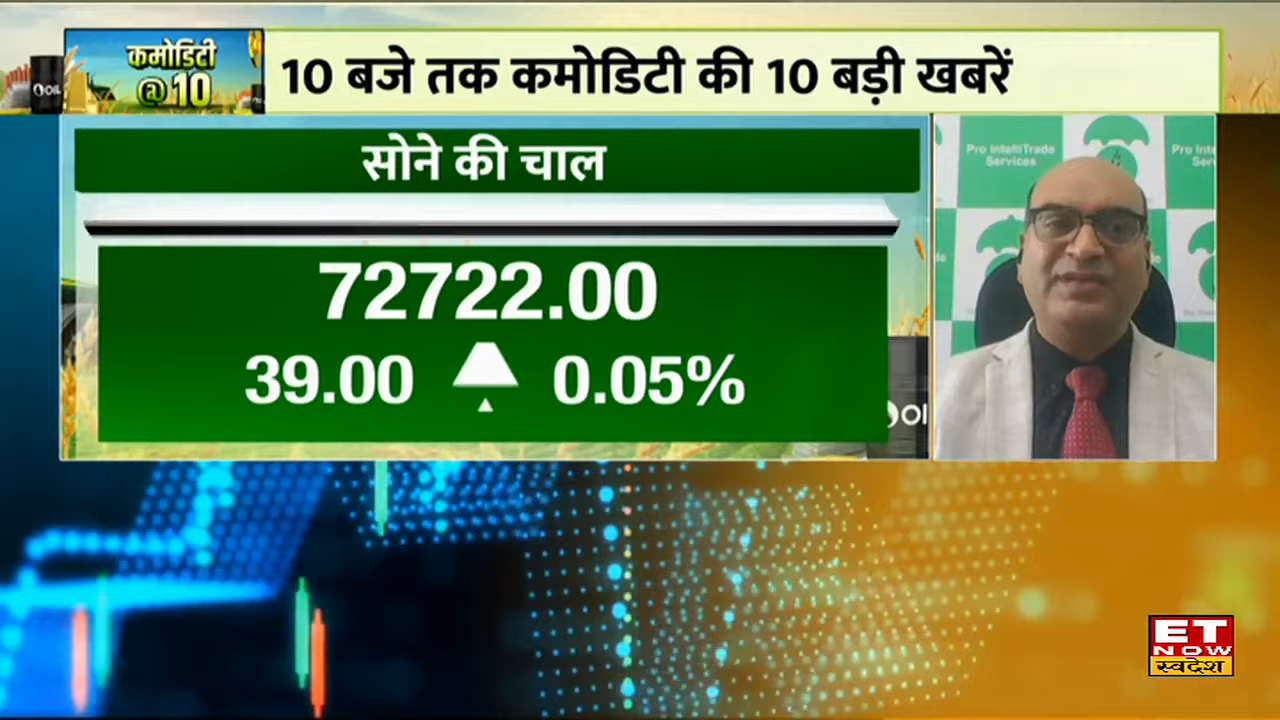 कमोडिटी
@10
10 बजे तक कमोडिटी की 10 बड़ी खबरें
OIL
सोने की चाल
72722.00
39.00 0.05%
Pro IntelliTrade
Services
ET
NOW
स्वदेश